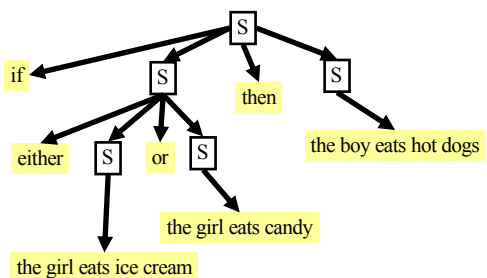 S
if
S
then
S
either
S
or
S
the boy eats hot dogs
the girl eats candy
the girl eats ice cream